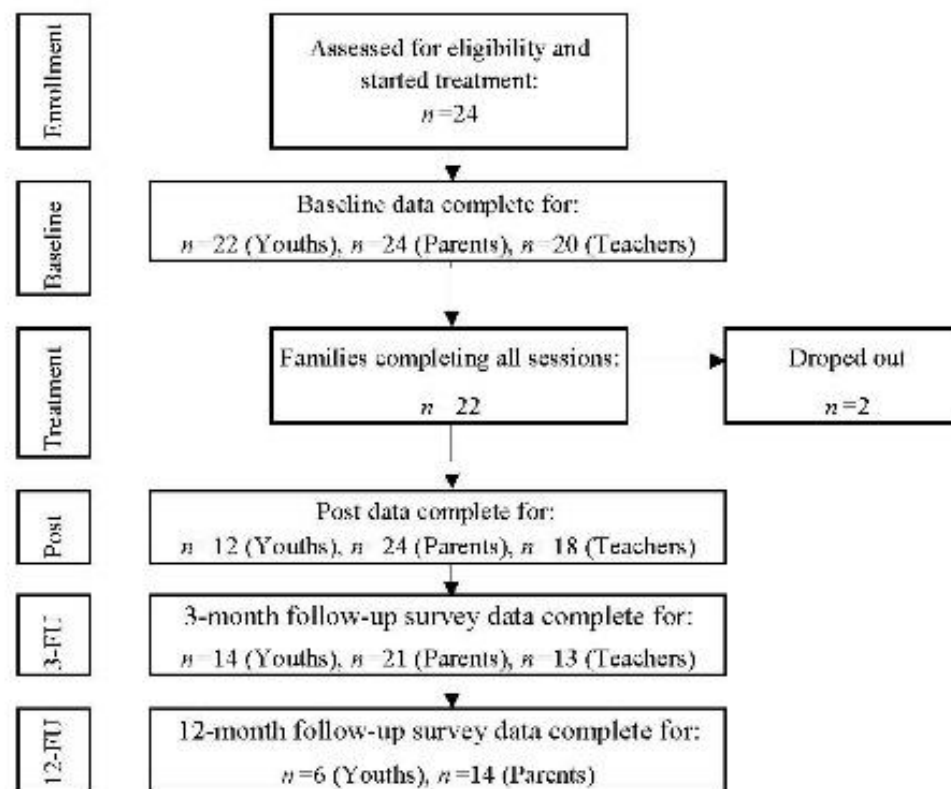 Enrollment
Assessed for eligibility and
started treatment:
n=24
Baseline
Baseline data complete for:
n=22 (Youths), n=24 (Parents), n=20 (Teachers)
Treatment
Families completing all sessions:
n=22
Droped out
n=2
Post
Post data complete for:
n=12 (Youths), n=24 (Parents), n=18 (Teachers)
3-FU
3-month follow-up survey data complete for:
n=14 (Youths), n=21 (Parents), n=13 (Teachers)
12-FU
12-month follow-up survey data complete for:
n=6 (Youths), n=14 (Parents)